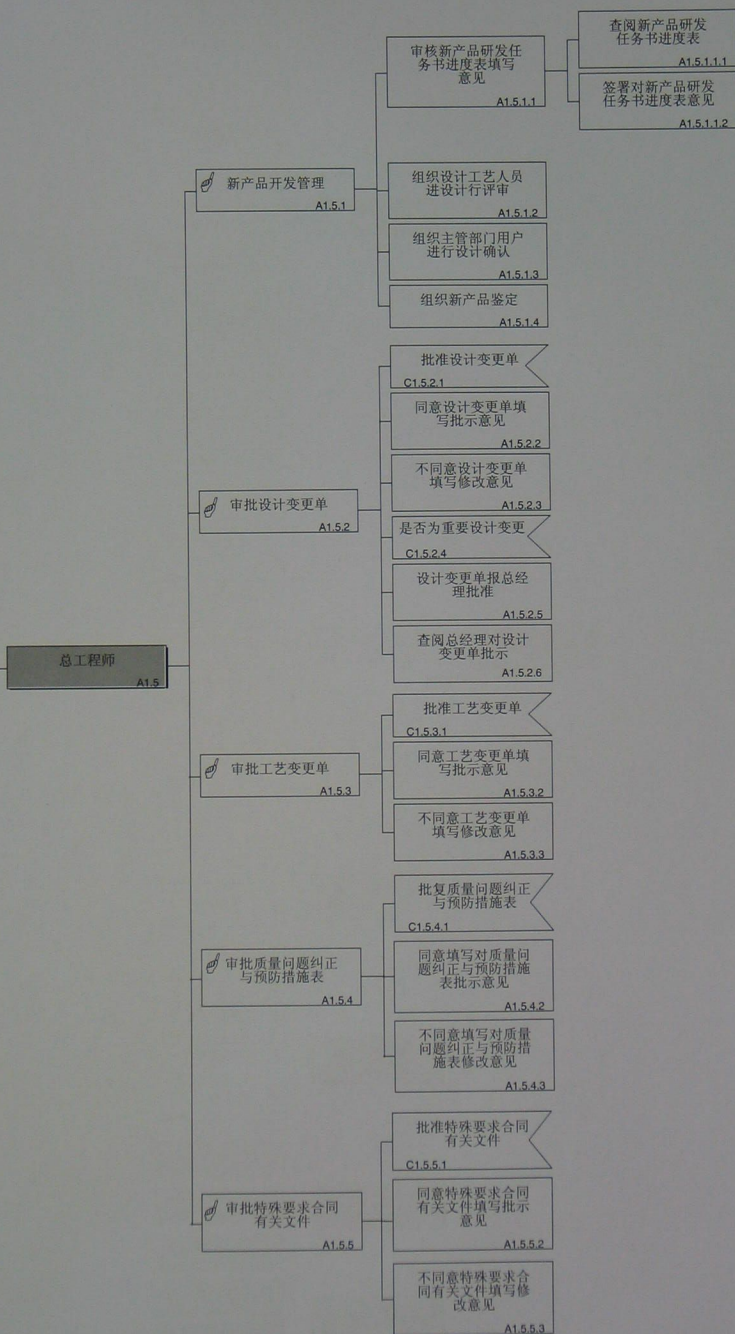 查阅新产品研发
任务书进度表
A1.5.1.1.1
签署对新产品研发
任务书进度表意见
A1.5.1.1.2
审核新产品研发任
务书进度表填写
意见
A1.5.1.1
新产品开发管理
A1.5.1
组织设计工艺人员
进设计行评审
A1.5.1.2
组织主管部门用户
进行设计确认
A1.5.1.3
组织新产品鉴定
A1.5.1.4
批准设计变更单
C1.5.2.1
同意设计变更单填
写批示意见
A1.5.2.2
不同意设计变更单
填写修改意见
A1.5.2.3
审批设计变更单
A1.5.2
是否为重要设计变更
C1.5.2.4
设计变更单报总经
理批准
A1.5.2.5
查阅总经理对设计
变更单批示
A1.5.2.6
总工程师
A1.5
批准工艺变更单
C1.5.3.1
同意工艺变更单填
写批示意见
A1.5.3.2
审批工艺变更单
A1.5.3
不同意工艺变更单
填写修改意见
A1.5.3.3
批复质量问题纠正
与预防措施表
C1.5.4.1
审批质量问题纠正
与预防措施表
A1.5.4
同意填写对质量问
题纠正与预防措施
表批示意见
A1.5.4.2
不同意填写对质量
问题纠正与预防措
施表修改意见
A1.5.4.3
批准特殊要求合同
有关文件
C1.5.5.1
审批特殊要求合同
有关文件
A1.5.5
同意特殊要求合同
有关文件填写批示
意见
A1.5.5.2
不同意特殊要求合
同有关文件填写修
改意见
A1.5.5.3